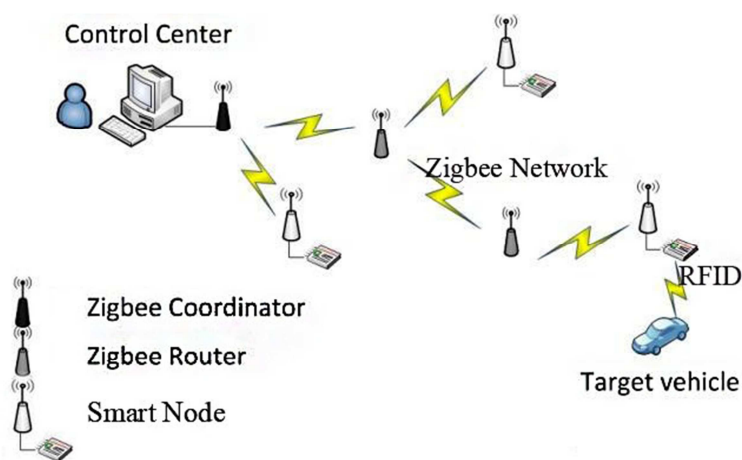 Control Center
Zigbee Network
RFID
Target vehicle
Zigbee Coordinator
Zigbee Router
Smart Node